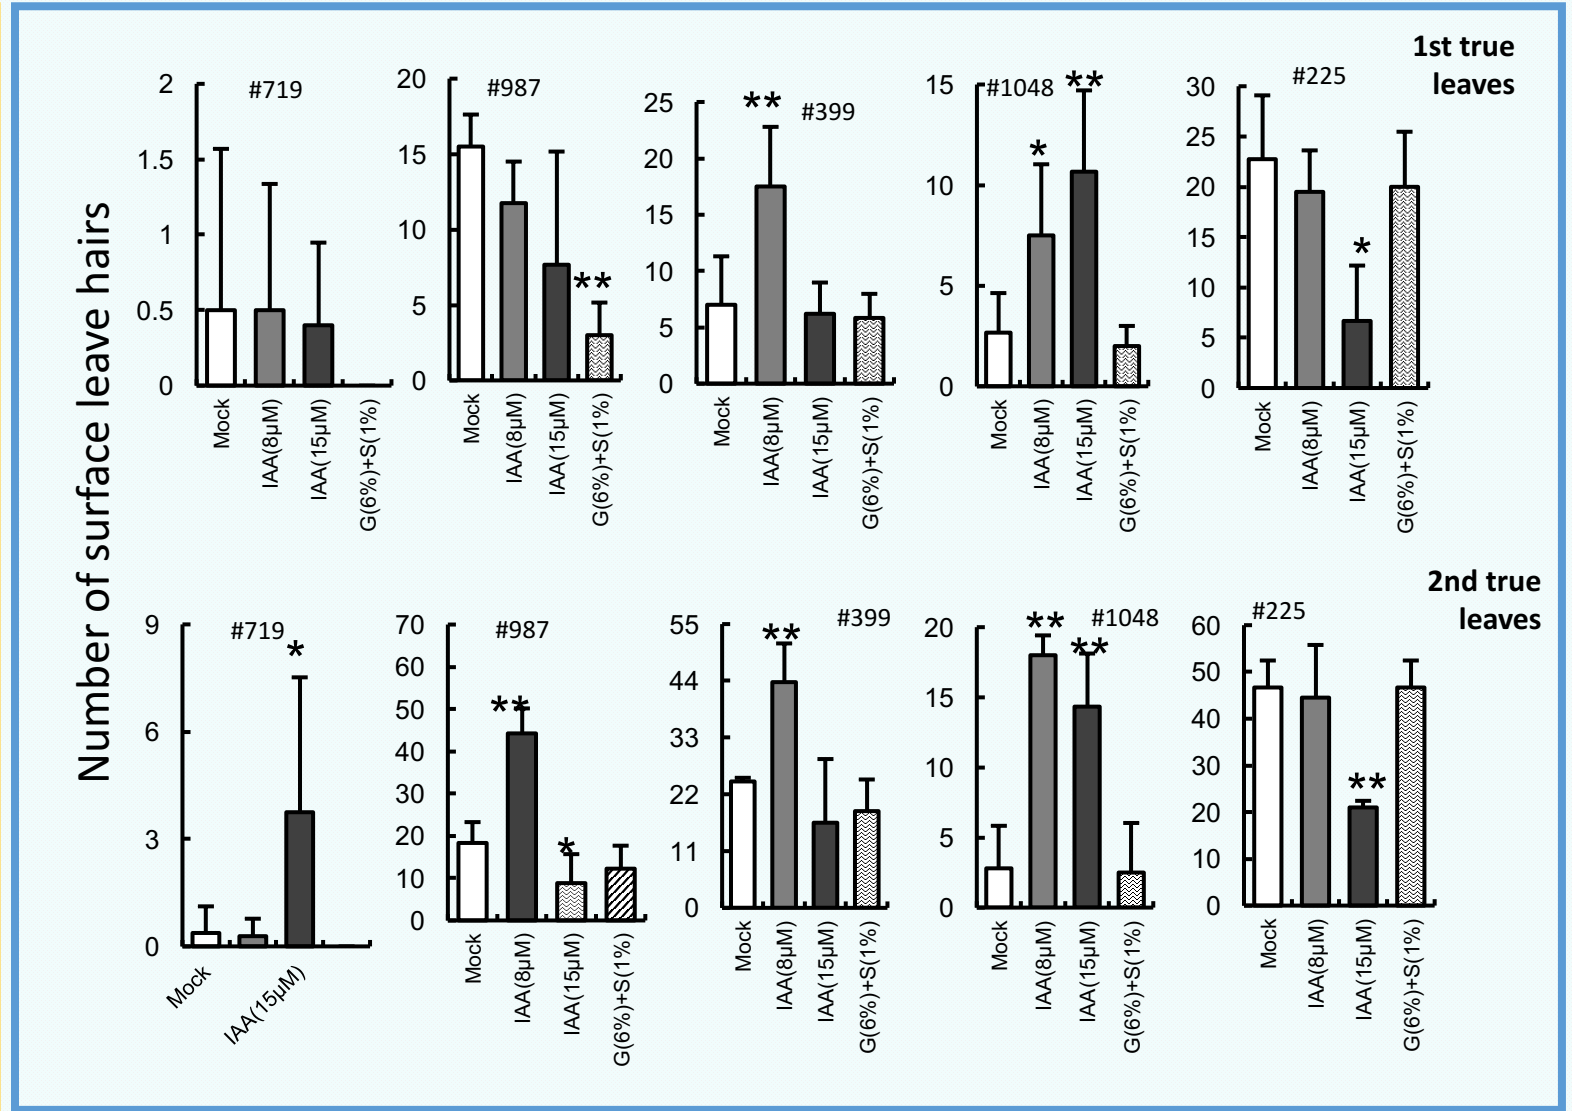 1st true
leaves
Number of surface leave hairs
#719
2
1.5
1
0.5
0
Mock
IAA(8µM)
IAA(15µM)
G(6%)+S(1%)
#987
20
15
10
5
0
**
Mock
IAA(8µM)
IAA(15µM)
G(6%)+S(1%)
#399
25
20
15
10
5
0
**
Mock
IAA(8µM)
IAA(15µM)
G(6%)+S(1%)
#1048
15
10
5
0
*
**
Mock
IAA(8µM)
IAA(15µM)
G(6%)+S(1%)
#225
30
25
20
15
10
5
0
*
Mock
IAA(8µM)
IAA(15µM)
G(6%)+S(1%)
2nd true
leaves
#719
9
6
3
0
*
Mock
IAA(15µM)
#987
70
60
50
40
30
20
10
0
**
*
Mock
IAA(8µM)
IAA(15µM)
G(6%)+S(1%)
#399
55
44
33
22
11
0
**
Mock
IAA(8µM)
IAA(15µM)
G(6%)+S(1%)
#1048
20
15
10
5
0
**
**
Mock
IAA(8µM)
IAA(15µM)
G(6%)+S(1%)
#225
60
50
40
30
20
10
0
**
Mock
IAA(8µM)
IAA(15µM)
G(6%)+S(1%)